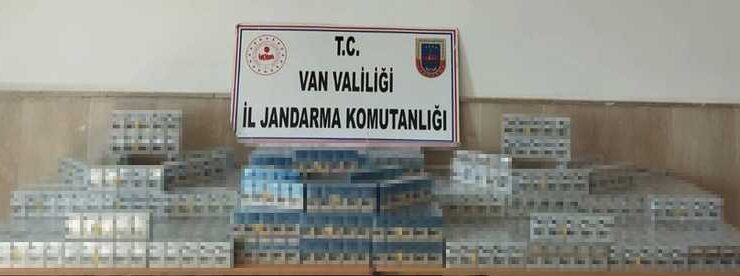 T.C.
VAN VALİLİĞİ
İL JANDARMA KOMUTANLIĞI